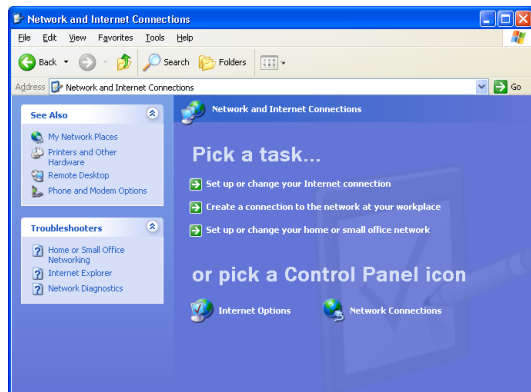 Network and Internet Connections
File Edit View Favorites Tools Help
Back Search Folders
Address Network and Internet Connections Go
See Also
My Network Places
Printers and Other
Hardware
Remote Desktop
Phone and Modem Options
Troubleshooters
Home or Small Office
Networking
Internet Explorer
Network Diagnostics
Network and Internet Connections
Pick a task...
Set up or change your Internet connection
Create a connection to the network at your workplace
Set up or change your home or small office network
or pick a Control Panel icon
Internet Options Network Connections